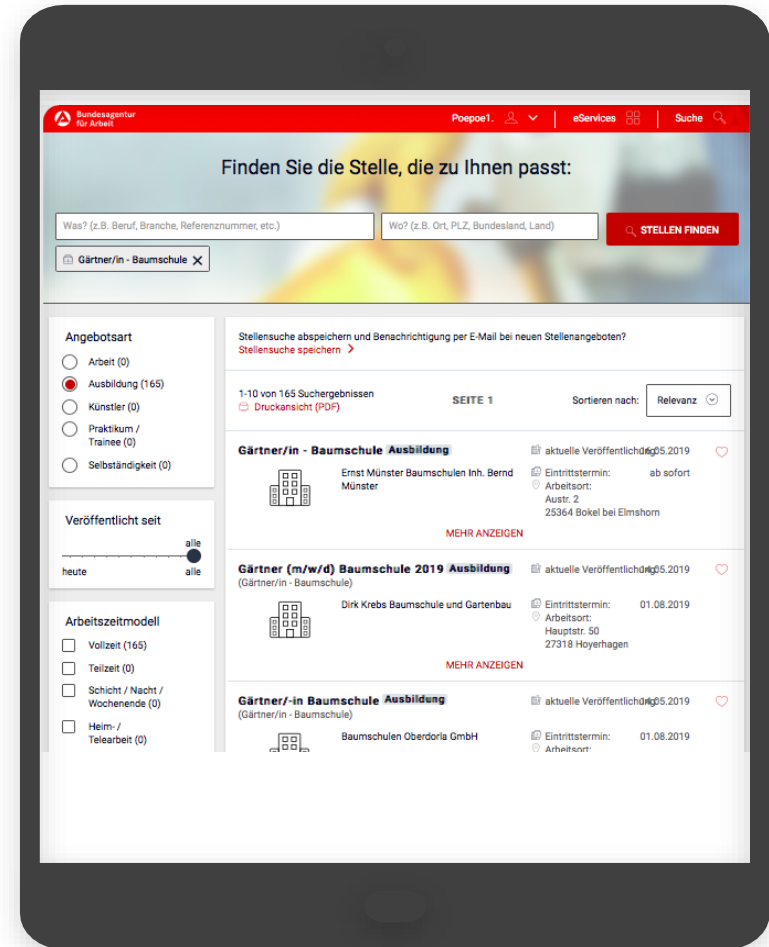 Bundesagentur
für Arbeit
Poepoe1.
eServices
Suche
Finden Sie die Stelle, die zu Ihnen passt:
Was? (z.B. Beruf, Branche, Referenznummer, etc.)
Wo? (z.B. Ort, PLZ, Bundesland, Land)
STELLEN FINDEN
Gärtner/in - Baumschule
Angebotsart
Arbeit (0)
Ausbildung (165)
Künstler (0)
Praktikum /
Trainee (0)
Selbständigkeit (0)
Veröffentlicht seit
alle
heute
alle
Arbeitszeitmodell
Vollzeit (165)
Teilzeit (0)
Schicht / Nacht /
Wochenende (0)
Heim- /
Telearbeit (0)
Stellensuche abspeichern und Benachrichtigung per E-Mail bei neuen Stellenangeboten?
Stellensuche speichern
1-10 von 165 Suchergebnissen
Druckansicht (PDF)
SEITE 1
Sortieren nach:
Relevanz
Gärtner/in - Baumschule Ausbildung
Ernst Münster Baumschulen Inh. Bernd
Münster
aktuelle Veröffentlichung
Eintrittstermin: ab sofort
Arbeitsort:
Austr. 2
25364 Bokel bei Elmshorn
MEHR ANZEIGEN
Gärtner (m/w/d) Baumschule 2019 Ausbildung
(Gärtner/in - Baumschule)
Dirk Krebs Baumschule und Gartenbau
aktuelle Veröffentlichung
Eintrittstermin: 01.08.2019
Arbeitsort:
Hauptstr. 50
27318 Hoyerhagen
MEHR ANZEIGEN
Gärtner/-in Baumschule Ausbildung
(Gärtner/in - Baumschule)
Baumschulen Oberdorla GmbH
aktuelle Veröffentlichung
Eintrittstermin: 01.08.2019
Arbeitsort: